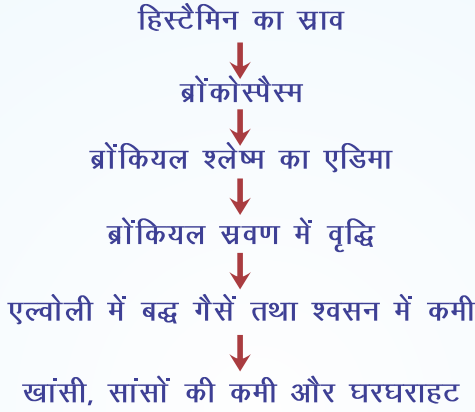 हिस्टैमिन का स्राव
ब्रोंकोस्पैस्म
ब्रोंकियल श्लेष्म का एडिमा
ब्रोंकियल स्रवण में वृद्धि
एल्वोली में बद्ध गैसें तथा श्वसन में कमी
खांसी, सांसों की कमी और घरघराहट